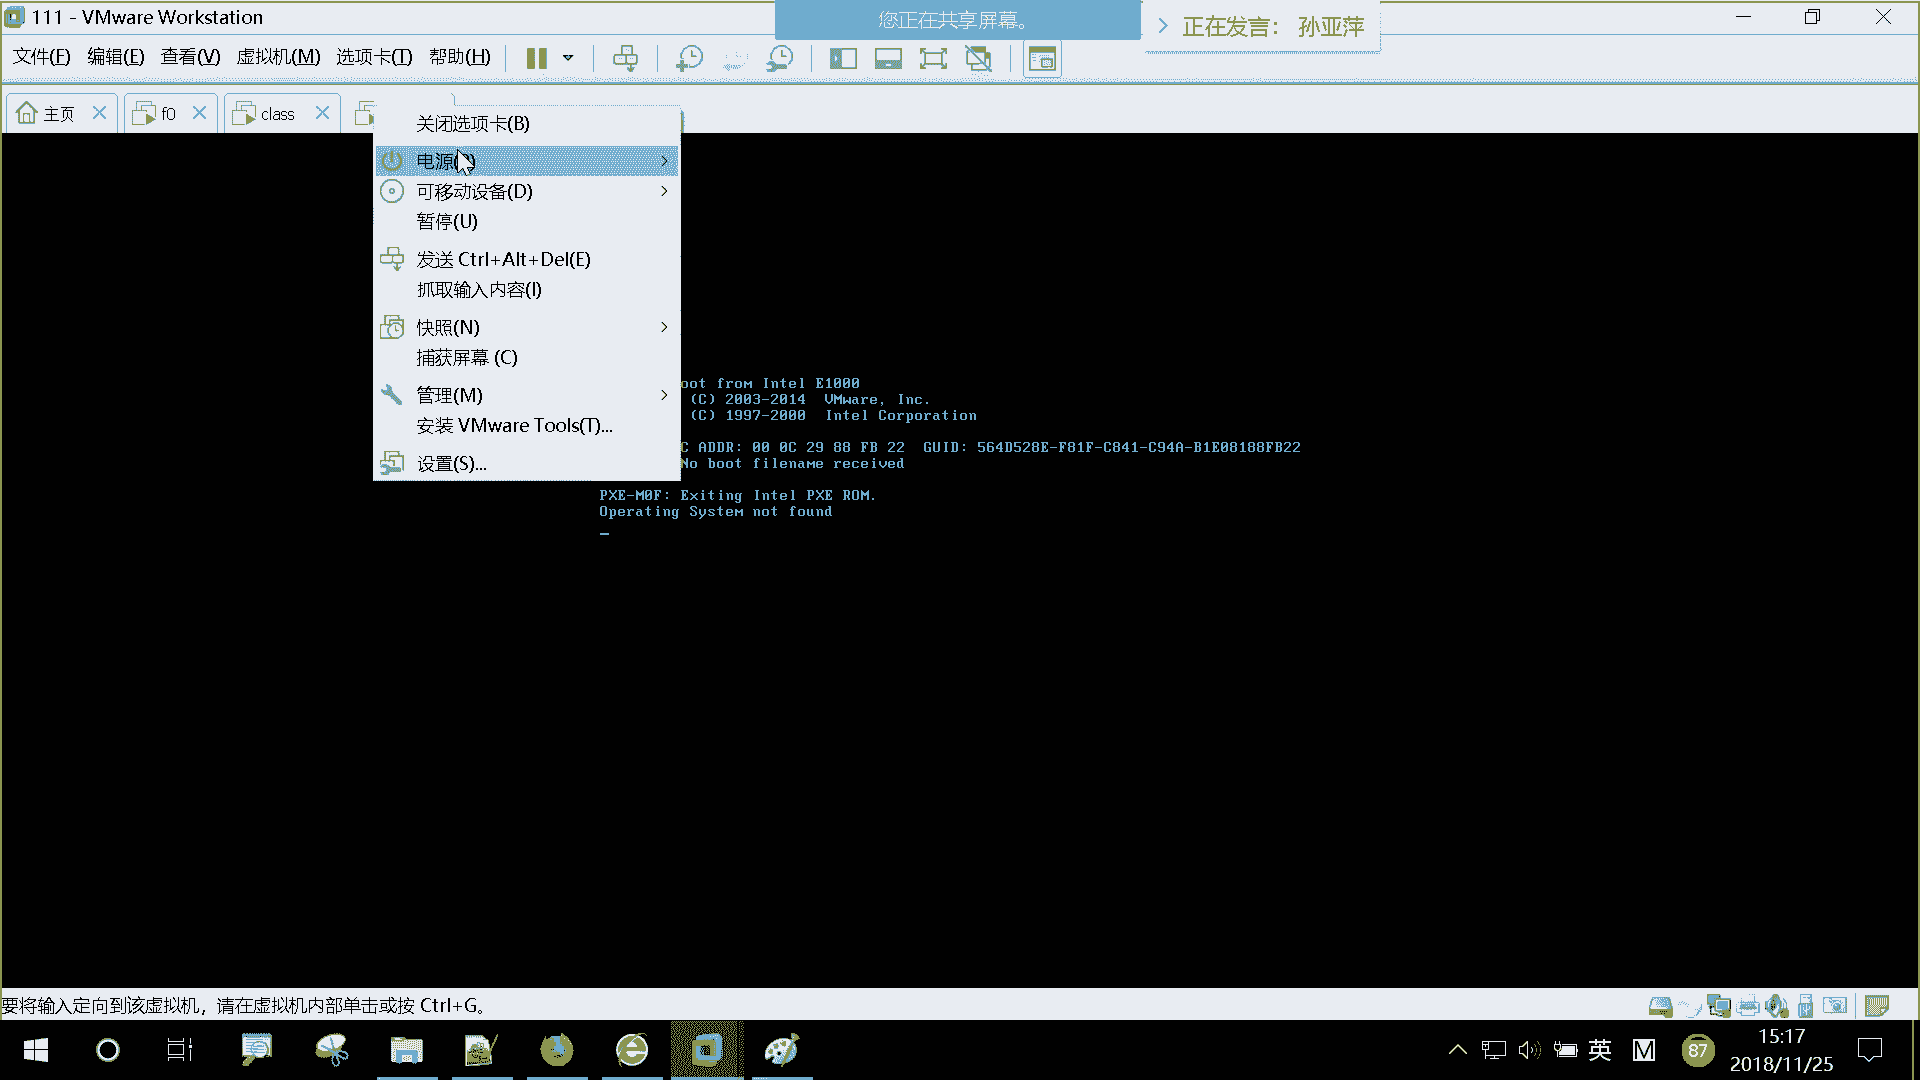 111 - VMware Workstation
您正在共享屏幕。
正在发言： 孙亚萍
文件(F) 编辑(E) 查看(V) 虚拟机(M) 选项卡(T) 帮助(H)
主页 f0 class
关闭选项卡(B)
电源
可移动设备(D)
暂停(U)
发送 Ctrl+Alt+Del(E)
抓取输入内容(I)
快照(N)
捕获屏幕 (C)
管理(M)
安装 VMware Tools(T)...
设置(S)...
oot from Intel E1000
(C) 2003-2014 VMware, Inc.
(C) 1997-2000 Intel Corporation
C ADDR: 00 0C 29 88 FB 22 GUID: 564D528E-F81F-C841-C94A-B1E08188FB22
No boot filename received
PXE-M0F: Exiting Intel PXE ROM.
Operating System not found
要将输入定向到该虚拟机，请在虚拟机内部单击或按 Ctrl+G。
英 M 87
15:17
2018/11/25